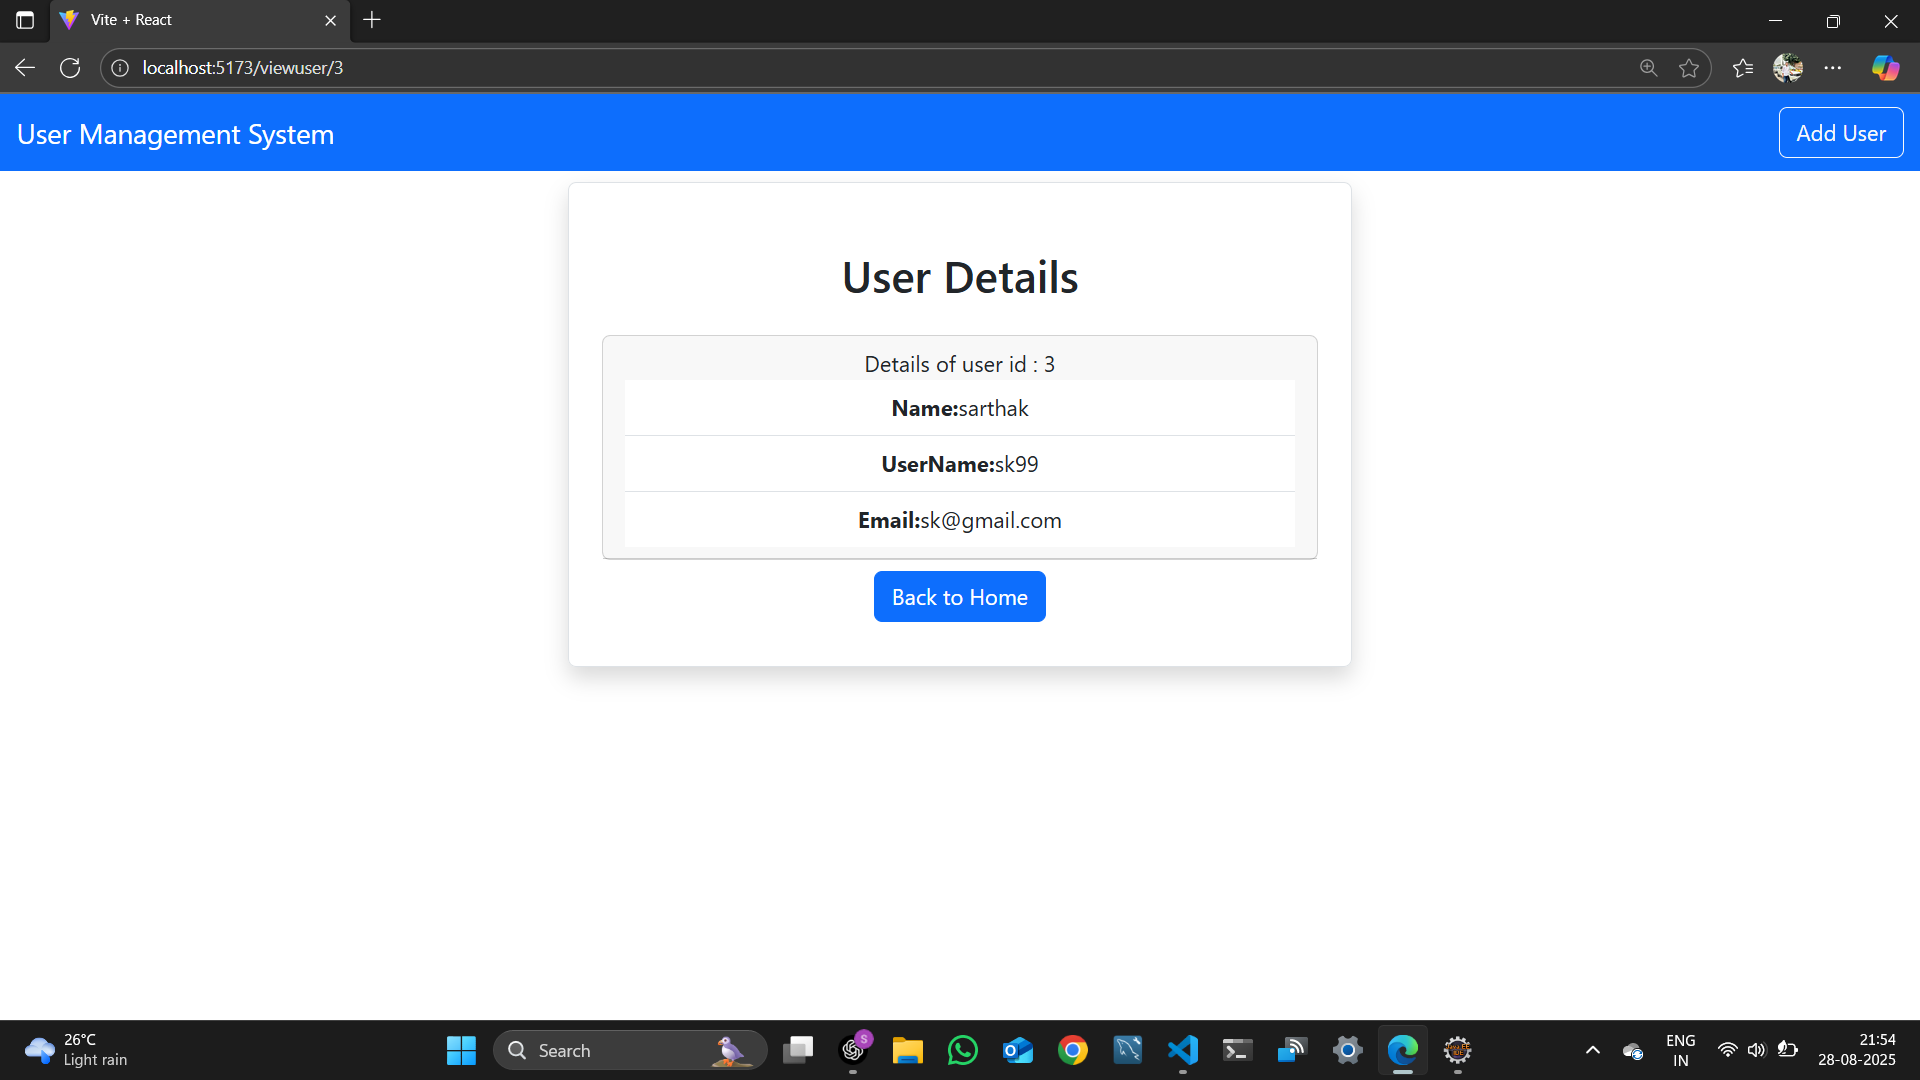 Vite + React
localhost:5173/viewuser/3
User Management System
Add User
User Details
Details of user id : 3
Name:sarthak
UserName:sk99
Email:sk@gmail.com
Back to Home
26°C
Light rain
Search
S
ENG
IN
21:54
28-08-2025